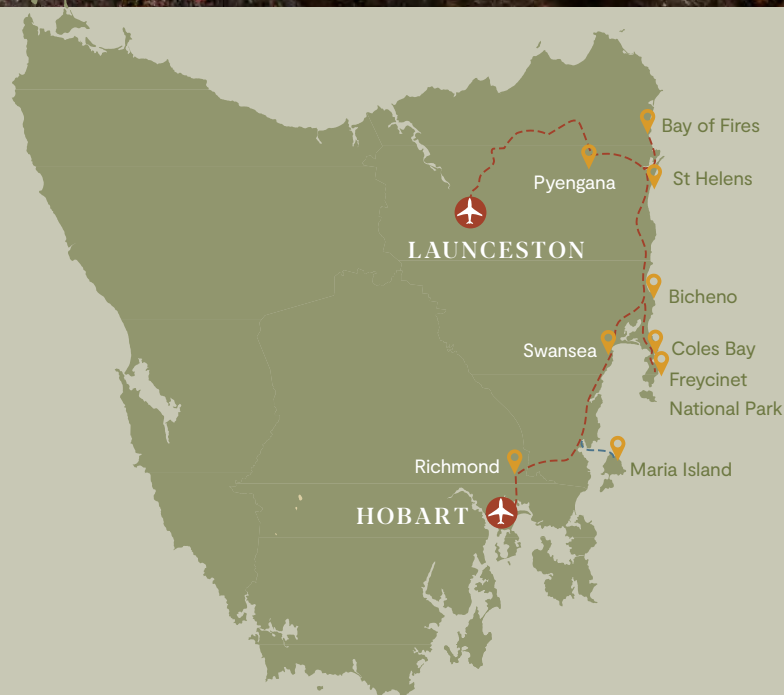 Bay of Fires
St Helens
Pyengana
LAUNCESTON
Bicheno
Swansea
Coles Bay
Freycinet
National Park
Richmond
Maria Island
HOBART